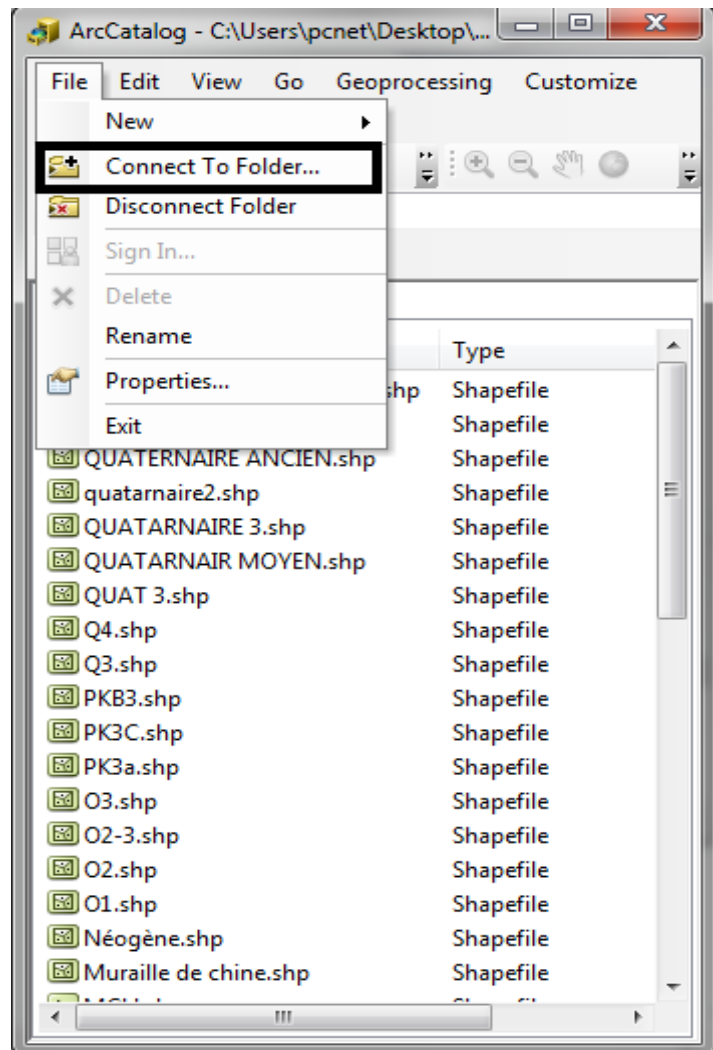 ArcCatalog - C:\Users\pcnet\Desktop\...
File Edit View Go Geoprocessing Customize
New
Connect To Folder...
Disconnect Folder
Sign In...
Delete
Rename
Properties...
Exit
Type
shp Shapefile
Shapefile
QUATERNAIRE ANCIEN.shp Shapefile
quatarnaire2.shp Shapefile
QUATARNAIRE 3.shp Shapefile
QUATARNAIR MOYEN.shp Shapefile
QUAT 3.shp Shapefile
Q4.shp Shapefile
Q3.shp Shapefile
PKB3.shp Shapefile
PK3C.shp Shapefile
PK3a.shp Shapefile
O3.shp Shapefile
O2-3.shp Shapefile
O2.shp Shapefile
O1.shp Shapefile
Néogène.shp Shapefile
Muraille de chine.shp Shapefile